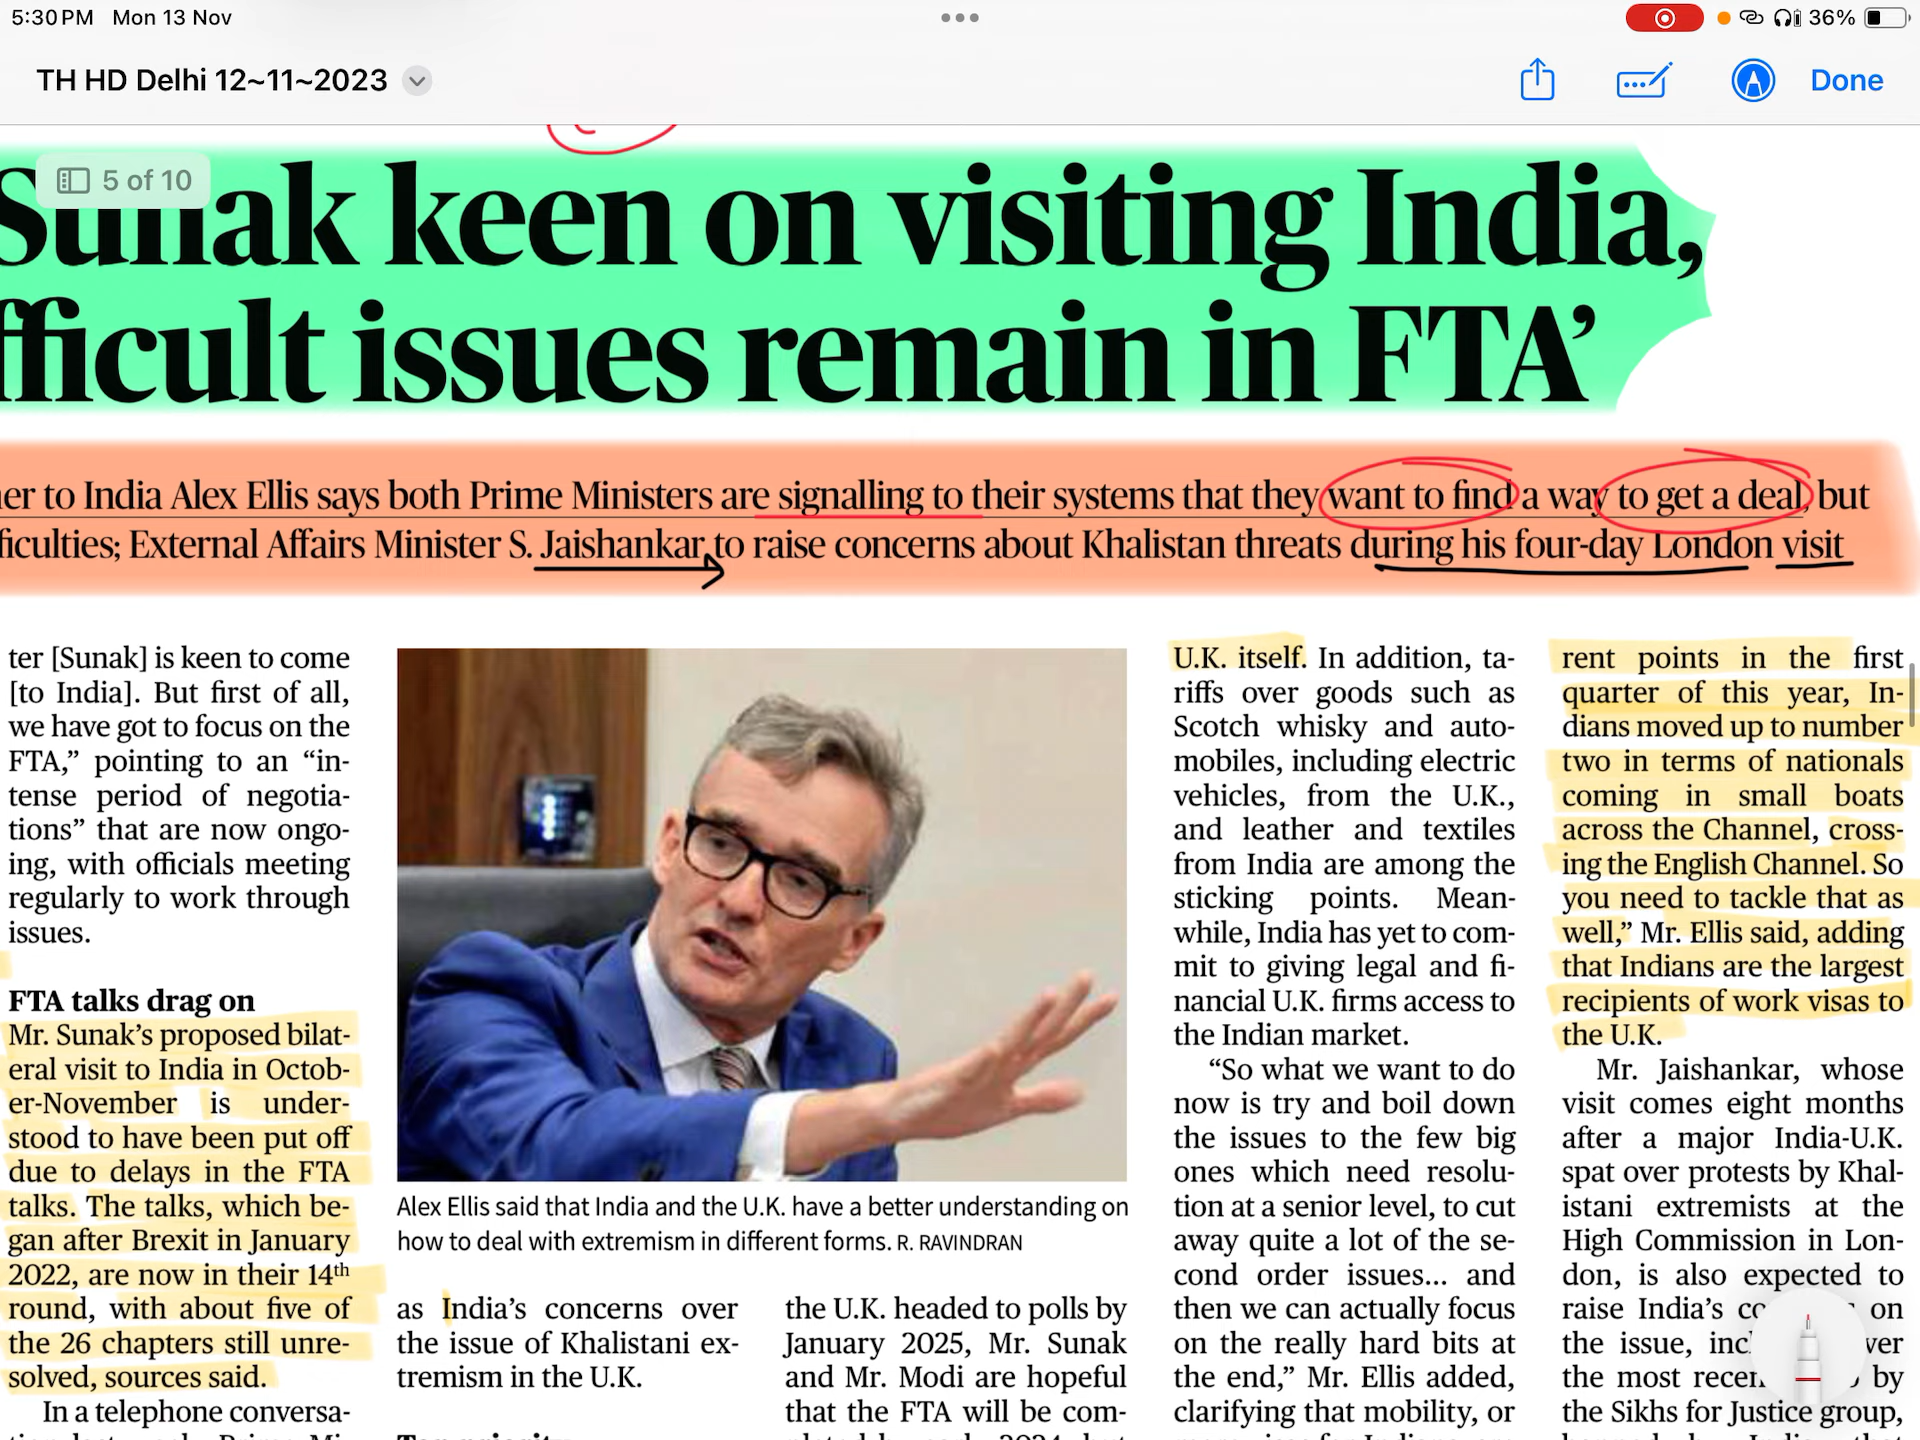 5:30 PM Mon 13 Nov
36%
TH HD Delhi 12~11~2023
Done
5 of 10
Sunak keen on visiting India,
fficult issues remain in FTA’
er to India Alex Ellis says both Prime Ministers are signalling to their systems that they want to find a way to get a deal, but
ficulties; External Affairs Minister S. Jaishankar to raise concerns about Khalistan threats during his four-day London visit
ter [Sunak] is keen to come
[to India]. But first of all,
we have got to focus on the
FTA,” pointing to an “in-
tense period of negotia-
tions” that are now ongo-
ing, with officials meeting
regularly to work through
issues.
FTA talks drag on
Mr. Sunak’s proposed bilat-
eral visit to India in Octob-
er-November is under-
stood to have been put off
due to delays in the FTA
talks. The talks, which be-
gan after Brexit in January
2022, are now in their 14th
round, with about five of
the 26 chapters still unre-
solved, sources said.
In a telephone conversa-
Alex Ellis said that India and the U.K. have a better understanding on
how to deal with extremism in different forms. R. RAVINDRAN
as India’s concerns over
the issue of Khalistani ex-
tremism in the U.K.
the U.K. headed to polls by
January 2025, Mr. Sunak
and Mr. Modi are hopeful
that the FTA will be com-
U.K. itself. In addition, ta-
riffs over goods such as
Scotch whisky and auto-
mobiles, including electric
vehicles, from the U.K.,
and leather and textiles
from India are among the
sticking points. Mean-
while, India has yet to com-
mit to giving legal and fi-
nancial U.K. firms access to
the Indian market.
“So what we want to do
now is try and boil down
the issues to the few big
ones which need resolu-
tion at a senior level, to cut
away quite a lot of the se-
cond order issues... and
then we can actually focus
on the really hard bits at
the end,” Mr. Ellis added,
clarifying that mobility, or
rent points in the first
quarter of this year, In-
dians moved up to number
two in terms of nationals
coming in small boats
across the Channel, cross-
ing the English Channel. So
you need to tackle that as
well,” Mr. Ellis said, adding
that Indians are the largest
recipients of work visas to
the U.K.
Mr. Jaishankar, whose
visit comes eight months
after a major India-U.K.
spat over protests by Khal-
istani extremists at the
High Commission in Lon-
don, is also expected to
raise India’s on
the issue,
the most by
the Sikhs for Justice group,